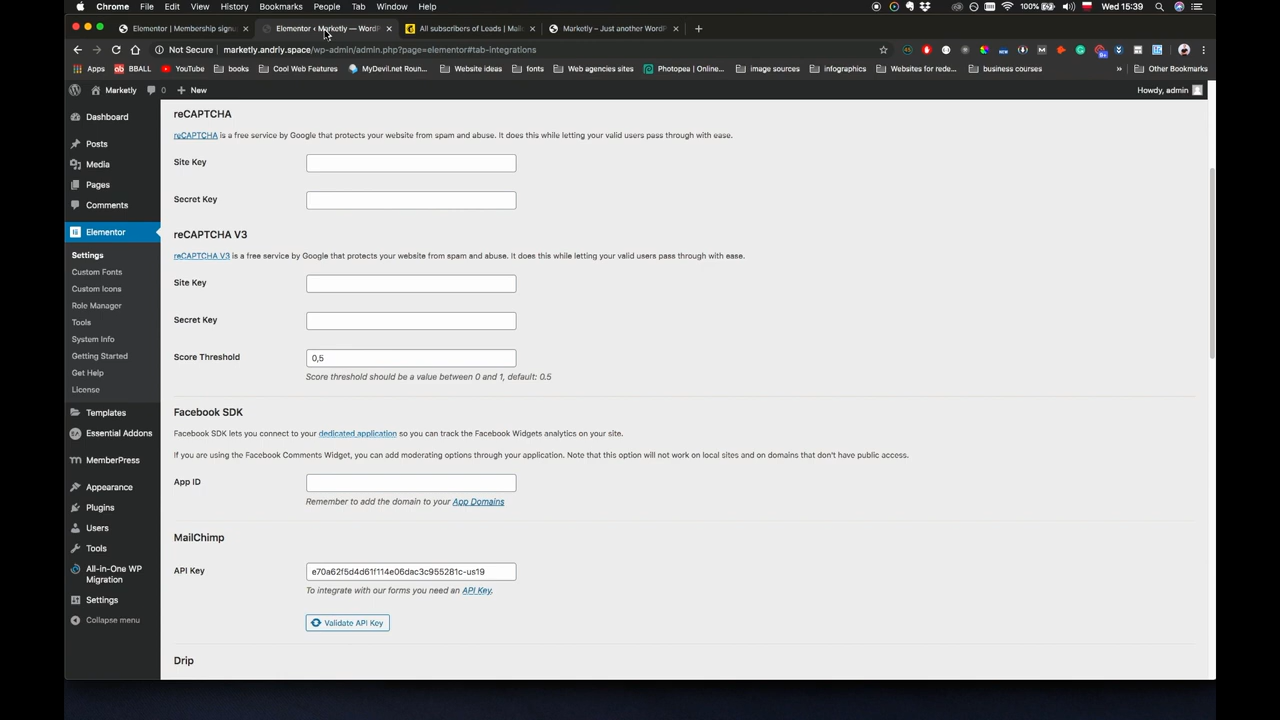 Chrome File Edit View History Bookmarks People Tab Window Help 100% Wed 15:39
Elementor | Membership signu Elementor ‹ Marketly — WordP All subscribers of Leads | Mail Marketly – Just another WordP
Not Secure marketly.andriy.space/wp-admin/admin.php?page=elementor#tab-integrations
Apps BBALL YouTube books Cool Web Features MyDevil.net Roun... Website ideas fonts Web agencies sites Photopea | Online... image sources infographics Websites for rede... business courses » Other Bookmarks
Marketly 0 New Howdy, admin
Dashboard
Posts
Media
Pages
Comments
Elementor
Settings
Custom Fonts
Custom Icons
Role Manager
Tools
System Info
Getting Started
Get Help
License
Templates
Essential Addons
MemberPress
Appearance
Plugins
Users
Tools
All-in-One WP
Migration
Settings
Collapse menu
reCAPTCHA
reCAPTCHA is a free service by Google that protects your website from spam and abuse. It does this while letting your valid users pass through with ease.
Site Key
Secret Key
reCAPTCHA V3
reCAPTCHA V3 is a free service by Google that protects your website from spam and abuse. It does this while letting your valid users pass through with ease.
Site Key
Secret Key
Score Threshold 0,5
Score threshold should be a value between 0 and 1, default: 0.5
Facebook SDK
Facebook SDK lets you connect to your dedicated application so you can track the Facebook Widgets analytics on your site.
If you are using the Facebook Comments Widget, you can add moderating options through your application. Note that this option will not work on local sites and on domains that don't have public access.
App ID
Remember to add the domain to your App Domains
MailChimp
API Key e70a62f5d4d61f114e06dac3c955281c-us19
To integrate with our forms you need an API Key.
Validate API Key
Drip